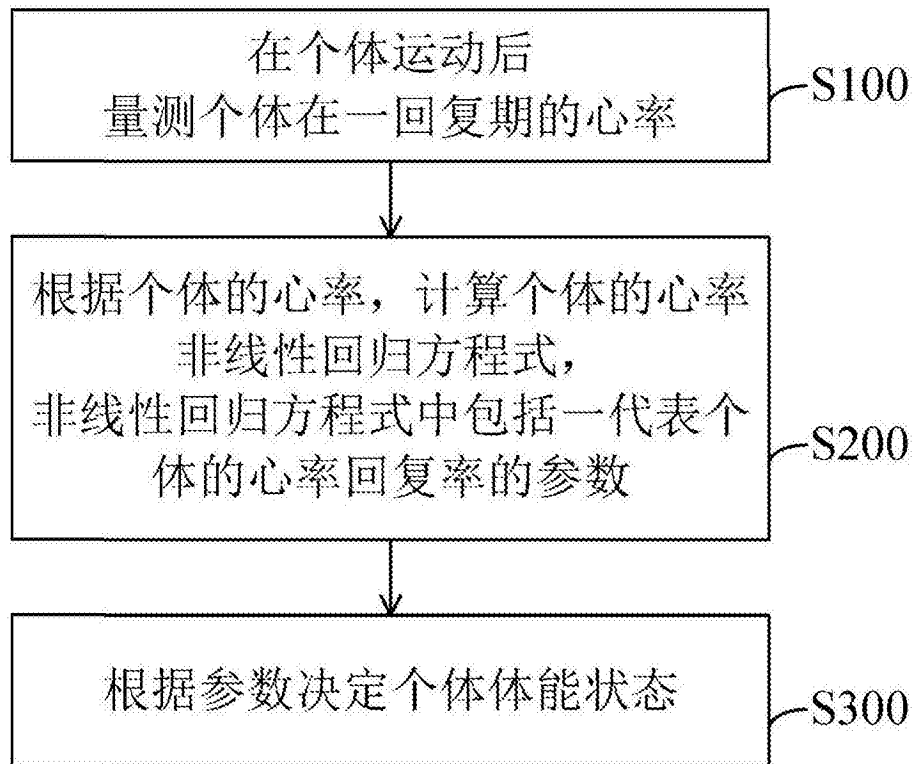 在个体运动后
量测个体在一回复期的心率
S100
根据个体的心率，计算个体的心率
非线性回归方程式，
非线性回归方程式中包括一代表个
体的心率回复率的参数
S200
根据参数决定个体体能状态
S300